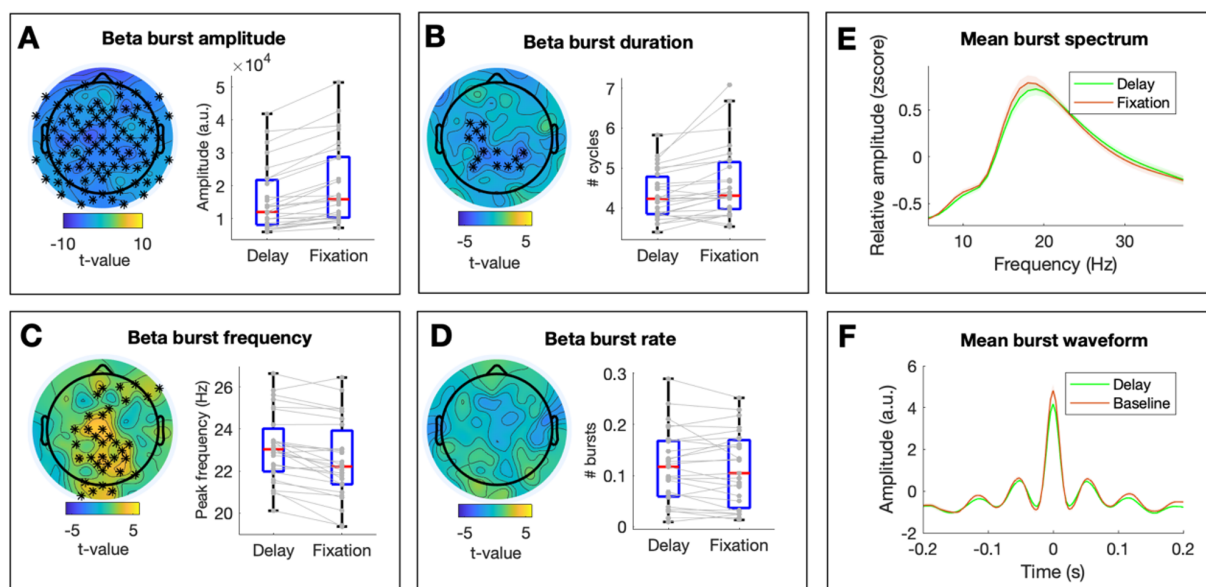 A
Beta burst amplitude
× 10⁴
5
4
3
2
1
Amplitude (a.u.)
Delay Fixation
-10 10
t-value
B
Beta burst duration
7
6
5
4
# cycles
Delay Fixation
-5 5
t-value
E
Mean burst spectrum
Delay
Fixation
0.5
0
-0.5
Relative amplitude (zscore)
10 20 30
Frequency (Hz)
C
Beta burst frequency
26
24
22
20
Peak frequency (Hz)
Delay Fixation
-5 5
t-value
D
Beta burst rate
0.3
0.2
0.1
0
# bursts
Delay Fixation
-5 5
t-value
F
Mean burst waveform
Delay
Baseline
6
4
2
0
-2
Amplitude (a.u.)
-0.2 -0.1 0 0.1 0.2
Time (s)